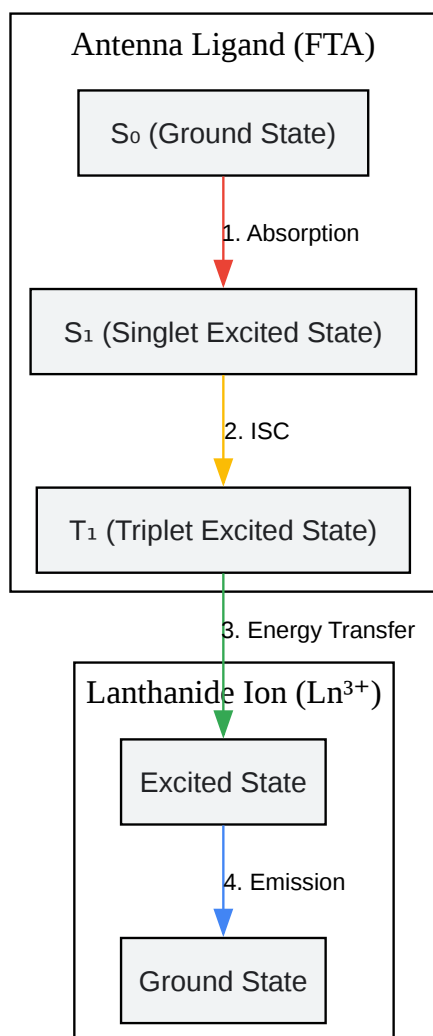 Antenna Ligand (FTA)
S₀ (Ground State)
1. Absorption
S₁ (Singlet Excited State)
2. ISC
T₁ (Triplet Excited State)
3. Energy Transfer
Lanthanide Ion (Ln³⁺)
Excited State
4. Emission
Ground State